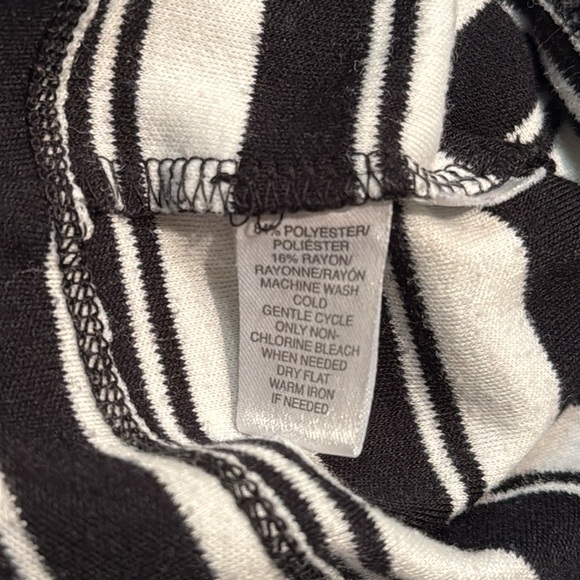 84% POLYESTER/
POLIÉSTER
16% RAYON/
RAYONNE/RAYÓN
MACHINE WASH
COLD
GENTLE CYCLE
ONLY NON-
CHLORINE BLEACH
WHEN NEEDED
DRY FLAT
WARM IRON
IF NEEDED